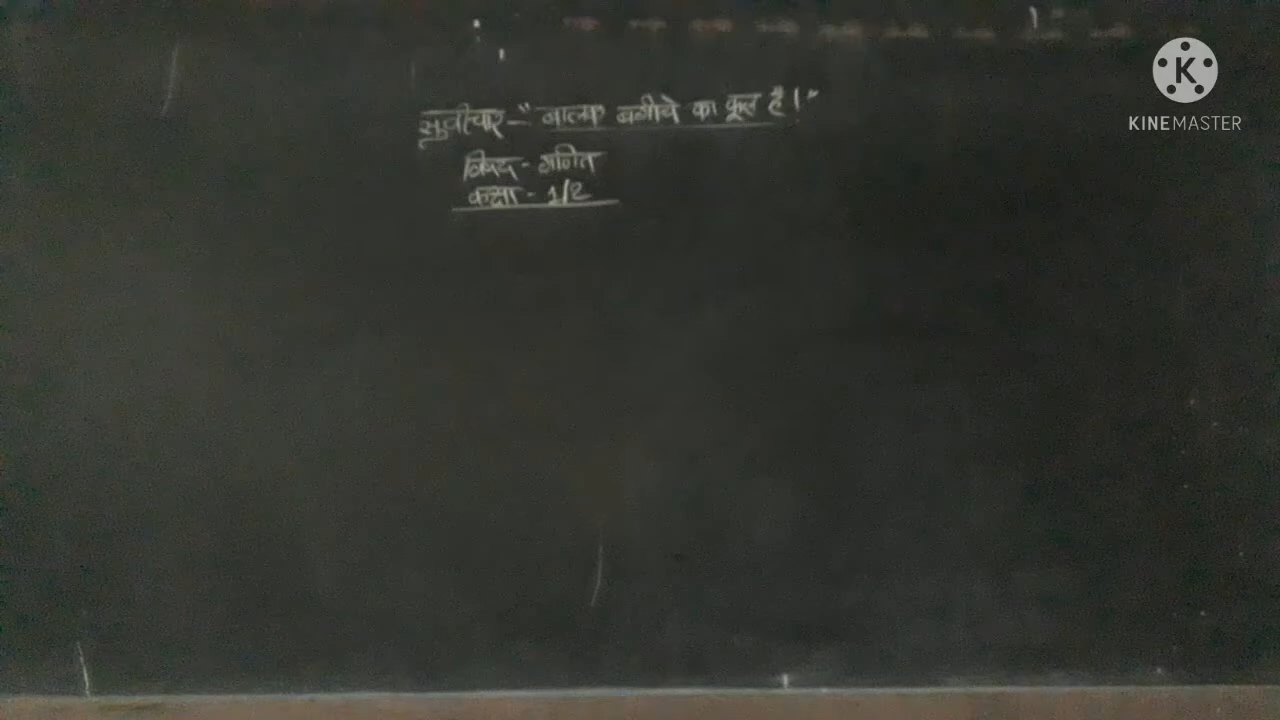 सुवीचार - "बालक बगीचे का फूल है।"
विषय - गणित
कक्षा - 1/2
K
KINEMASTER